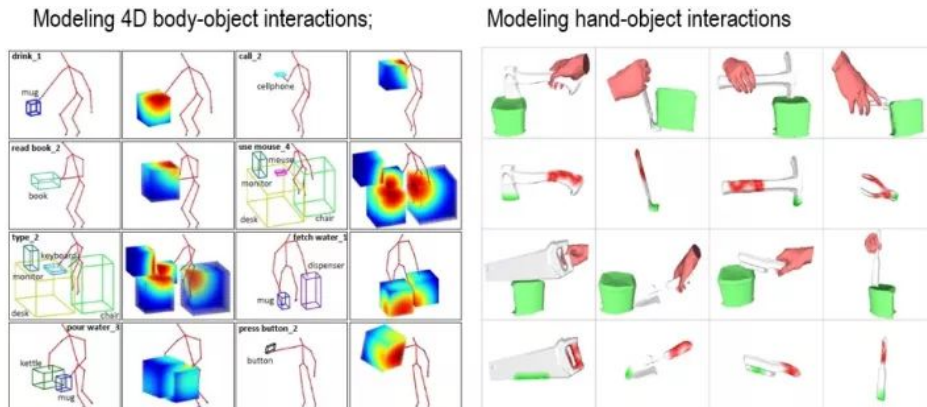 Modeling 4D body-object interactions;
Modeling hand-object interactions
drink_1
mug
call_2
cellphone
read book_2
book
use mouse_4
mouse
monitor
desk
chair
type_2
keyboard
monitor
desk
chair
fetch water_1
dispenser
mug
pour water_3
kettle
mug
press button_2
button